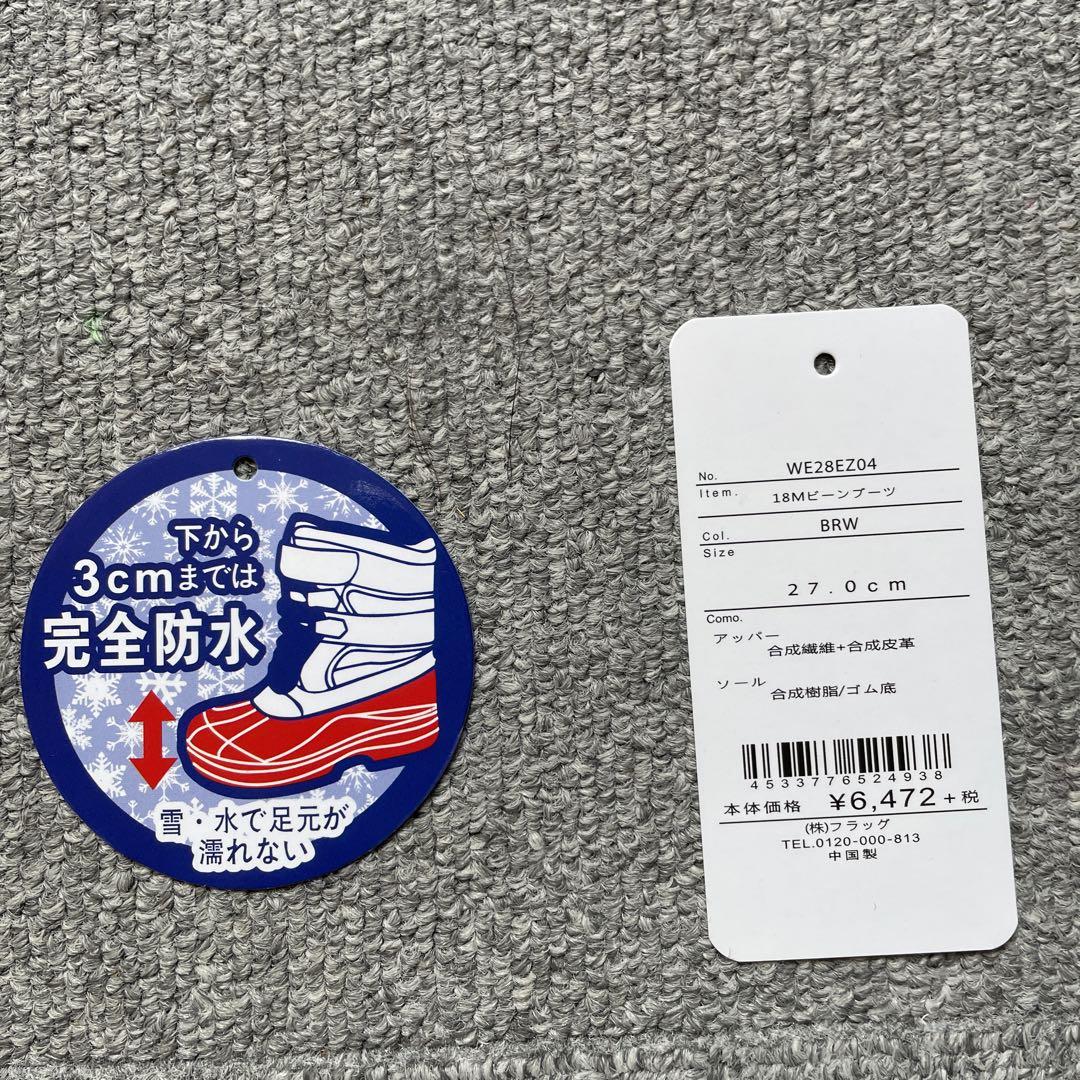 下から
3cmまでは
完全防水
雪・水で足元が
濡れない
No. WE28EZ04
Item. 18Mビーンブーツ
Col. BRW
Size
27.0cm
Como.
アッパー
合成繊維+合成皮革
ソール
合成樹脂/ゴム底
4533776524938
本体価格 ¥6,472+税
(株)フラッグ
TEL.0120-000-813
中国製